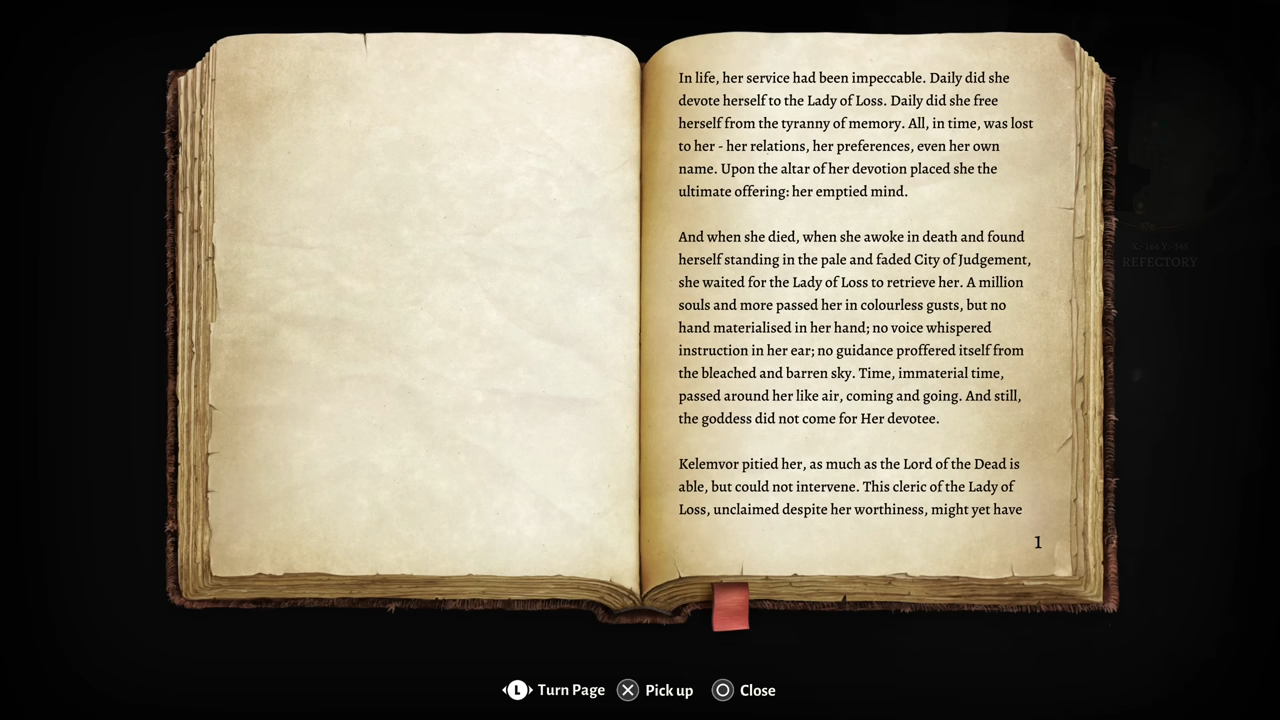 In life, her service had been impeccable. Daily did she
devote herself to the Lady of Loss. Daily did she free
herself from the tyranny of memory. All, in time, was lost
to her - her relations, her preferences, even her own
name. Upon the altar of her devotion placed she the
ultimate offering: her emptied mind.
And when she died, when she awoke in death and found
herself standing in the pale and faded City of Judgement,
she waited for the Lady of Loss to retrieve her. A million
souls and more passed her in colourless gusts, but no
hand materialised in her hand; no voice whispered
instruction in her ear; no guidance proffered itself from
the bleached and barren sky. Time, immaterial time,
passed around her like air, coming and going. And still,
the goddess did not come for Her devotee.
Kelemvor pitied her, as much as the Lord of the Dead is
able, but could not intervene. This cleric of the Lady of
Loss, unclaimed despite her worthiness, might yet have
1
REFECTORY
L Turn Page Pick up Close